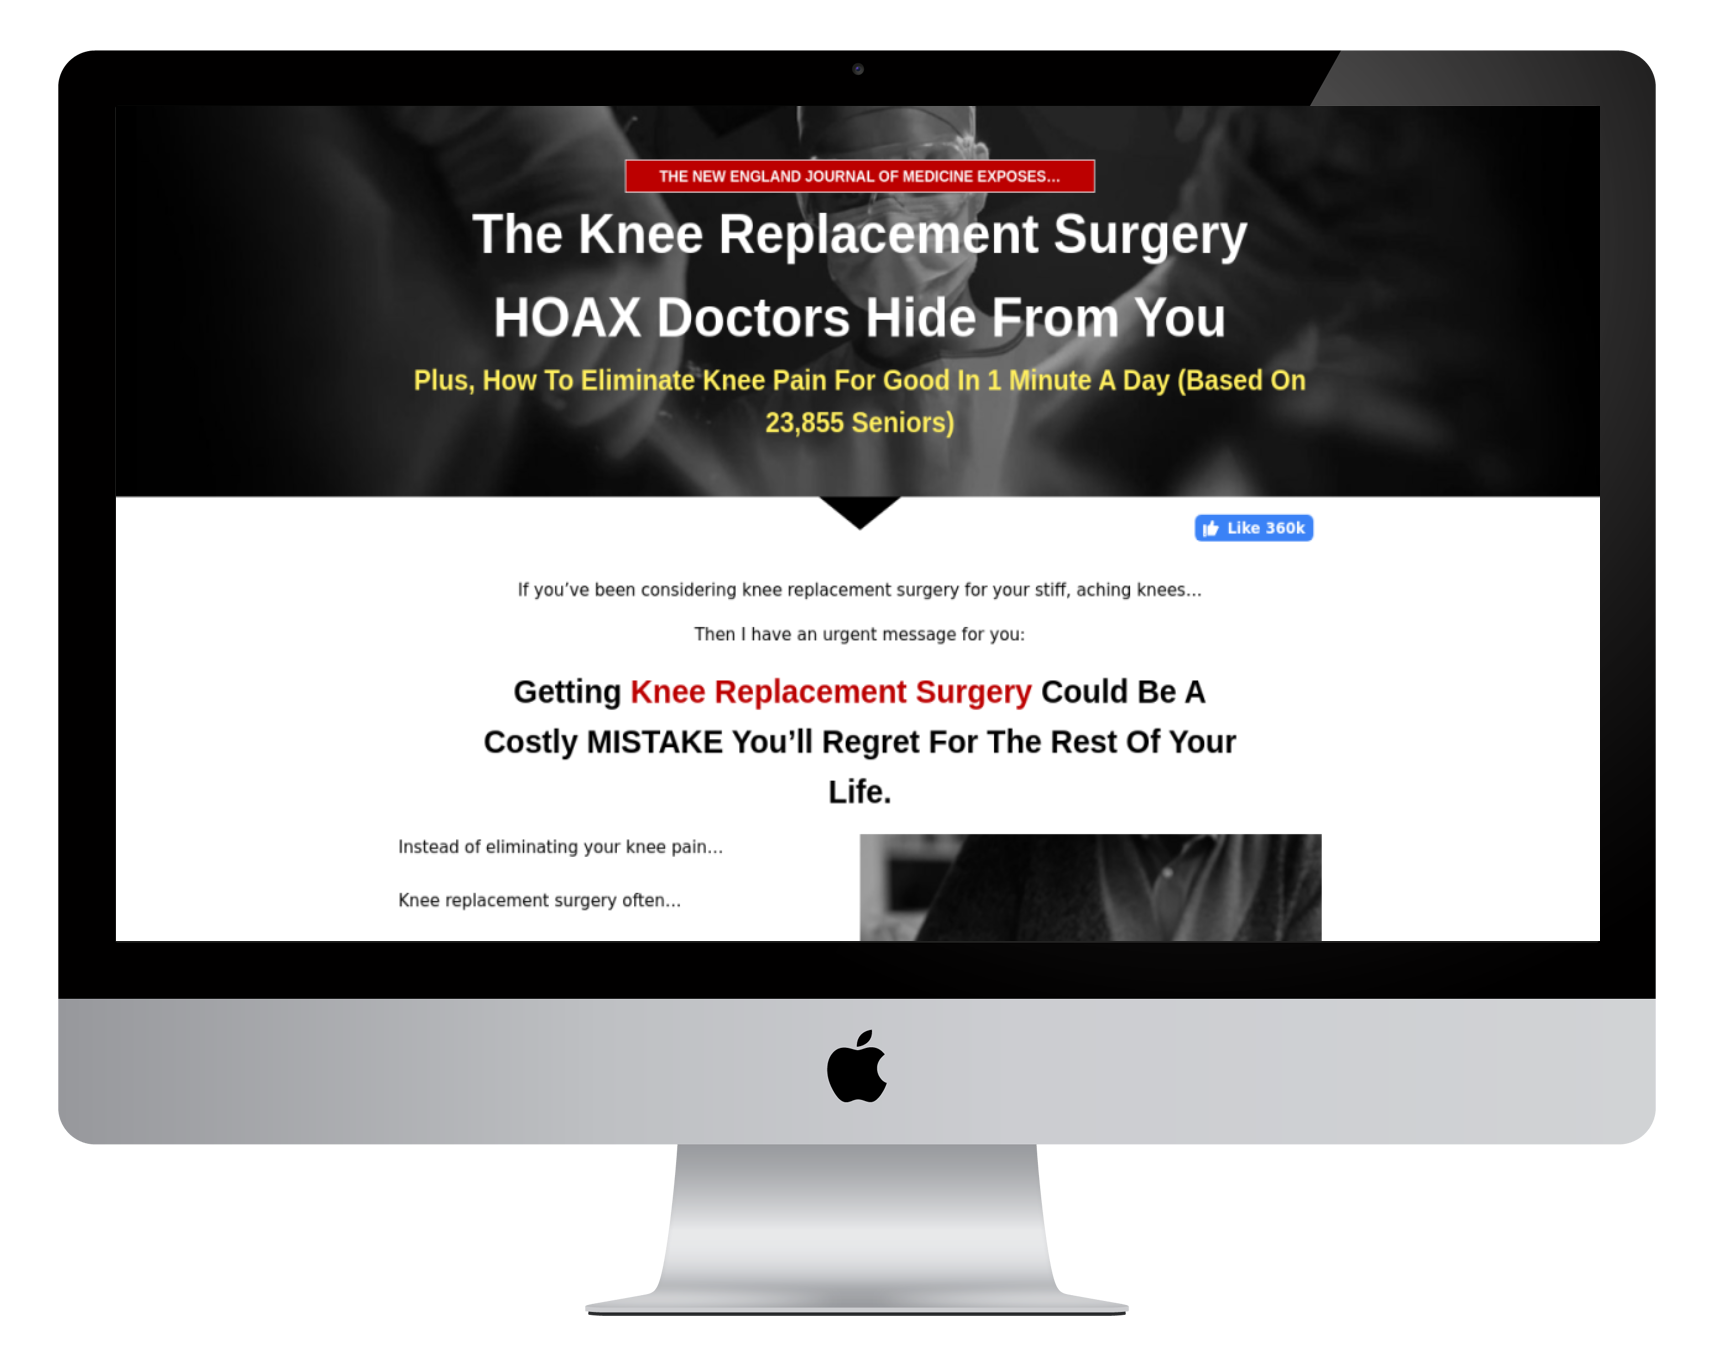 THE NEW ENGLAND JOURNAL OF MEDICINE EXPOSES...
The Knee Replacement Surgery
HOAX Doctors Hide From You
Plus, How To Eliminate Knee Pain For Good In 1 Minute A Day (Based On
23,855 Seniors)
Like 360k
If you’ve been considering knee replacement surgery for your stiff, aching knees...
Then I have an urgent message for you:
Getting Knee Replacement Surgery Could Be A
Costly MISTAKE You’ll Regret For The Rest Of Your
Life.
Instead of eliminating your knee pain...
Knee replacement surgery often...